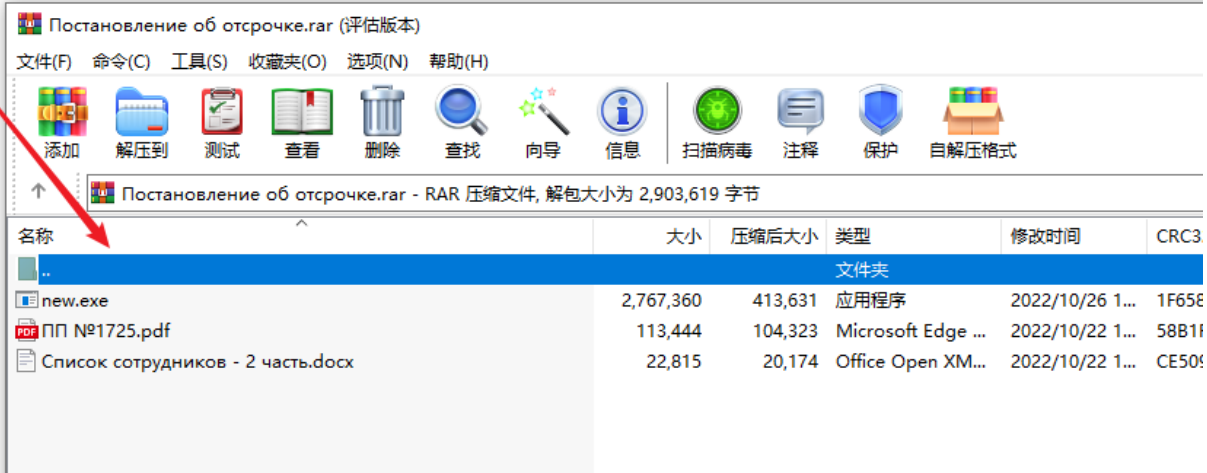 Постановление об отсрочке.rar (评估版本)
文件(F) 命令(C) 工具(S) 收藏夹(O) 选项(N) 帮助(H)
添加 解压到 测试 查看 删除 查找 向导 信息 扫描病毒 注释 保护 自解压格式
Постановление об отсрочке.rar - RAR 压缩文件, 解包大小为 2,903,619 字节
名称 大小 压缩后大小 类型 修改时间 CRC3
.. 文件夹
new.exe 2,767,360 413,631 应用程序 2022/10/26 1... 1F658
PDF ПП №1725.pdf 113,444 104,323 Microsoft Edge ... 2022/10/22 1... 58B1F
Список сотрудников - 2 часть.docx 22,815 20,174 Office Open XM... 2022/10/22 1... CE509